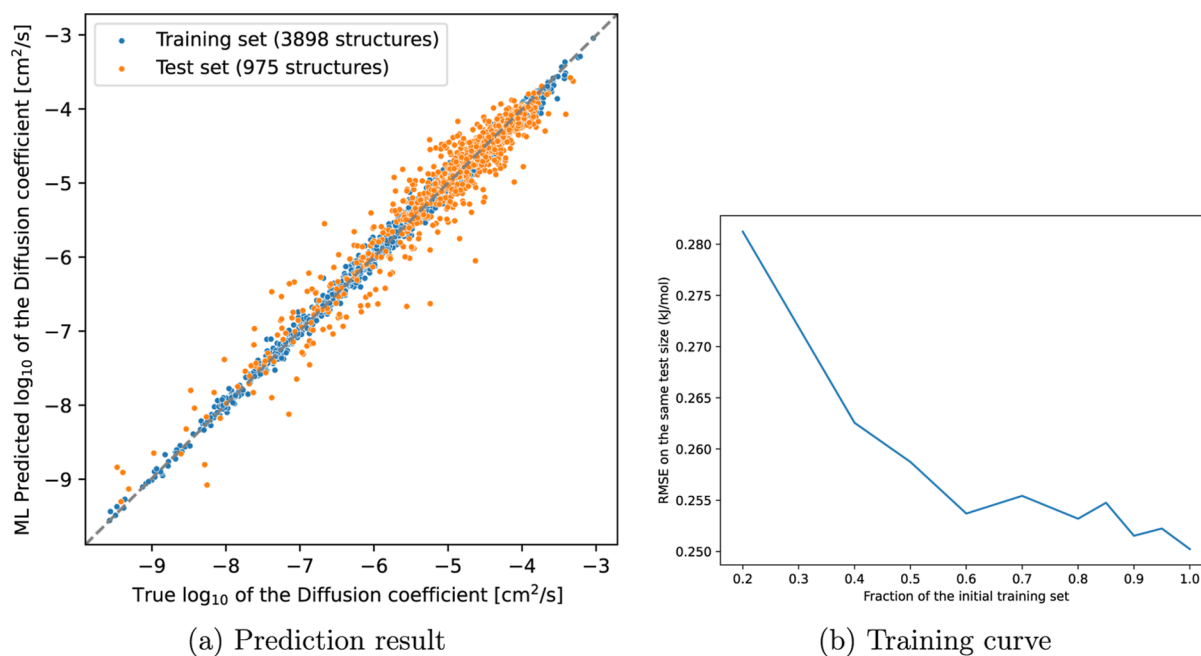 −3
−4
−5
−6
−7
−8
−9
ML Predicted log₁₀ of the Diffusion coefficient [cm²/s]
Training set (3898 structures)
Test set (975 structures)
−9 −8 −7 −6 −5 −4 −3
True log₁₀ of the Diffusion coefficient [cm²/s]
(a) Prediction result
0.280
0.275
0.270
0.265
0.260
0.255
0.250
RMSE on the same test size (kJ/mol)
0.2 0.3 0.4 0.5 0.6 0.7 0.8 0.9 1.0
Fraction of the initial training set
(b) Training curve